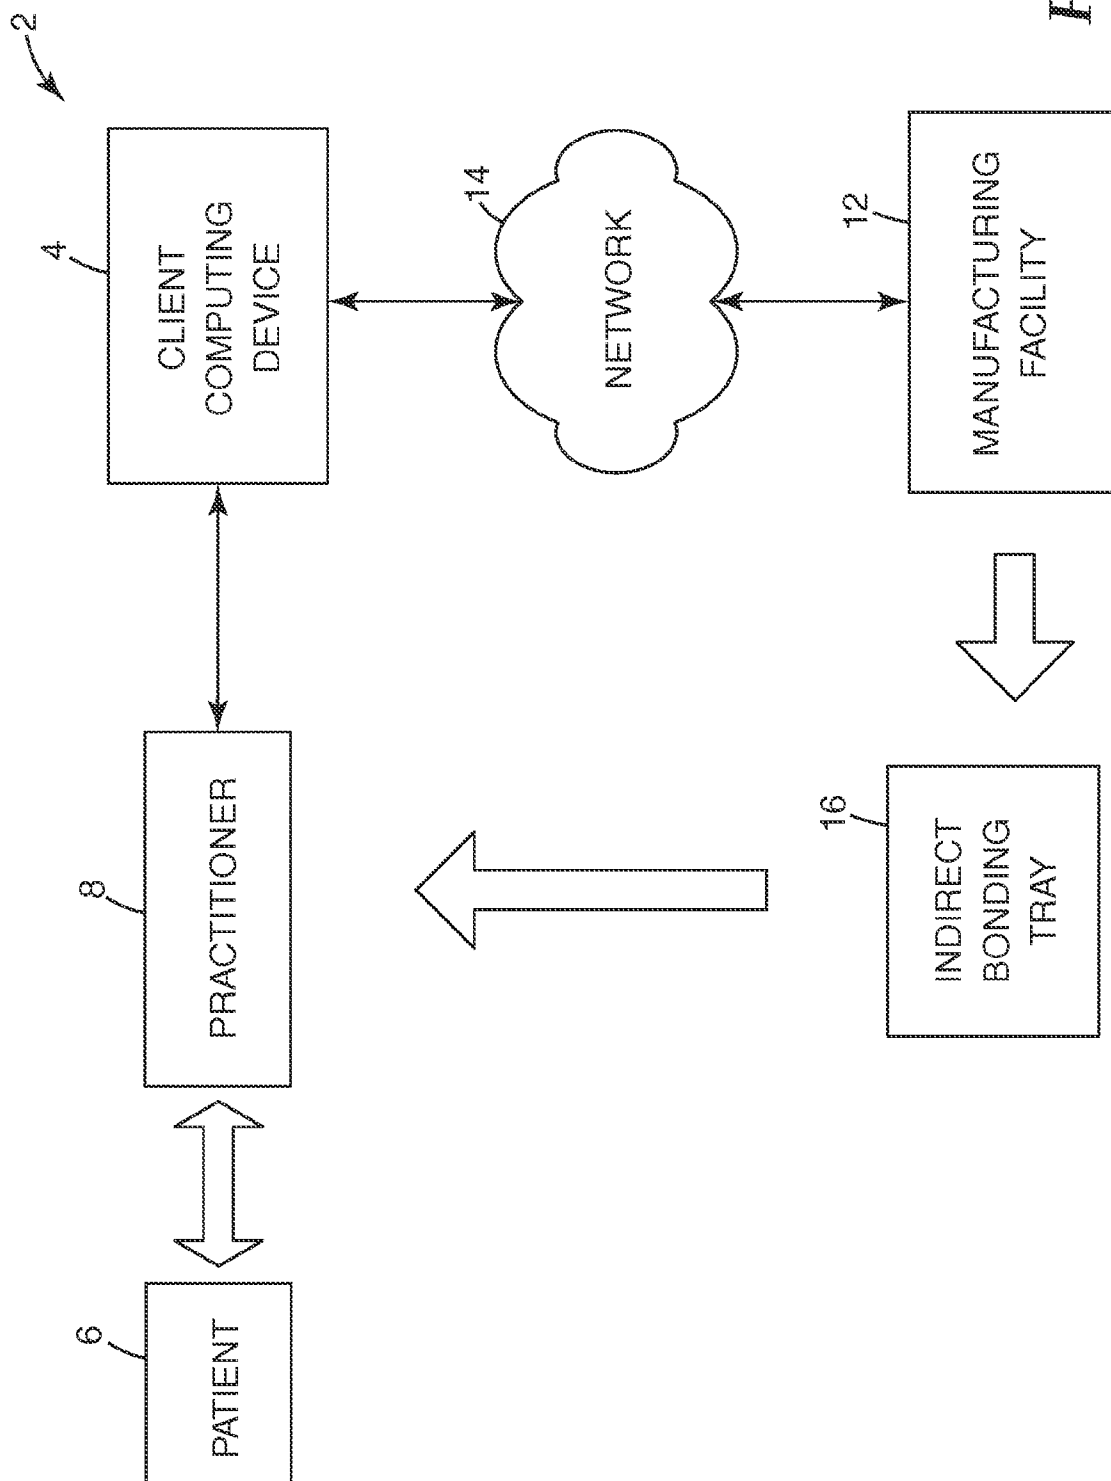 2
6
PATIENT
8
PRACTITIONER
4
CLIENT
COMPUTING
DEVICE
14
NETWORK
16
INDIRECT
BONDING
TRAY
12
MANUFACTURING
FACILITY